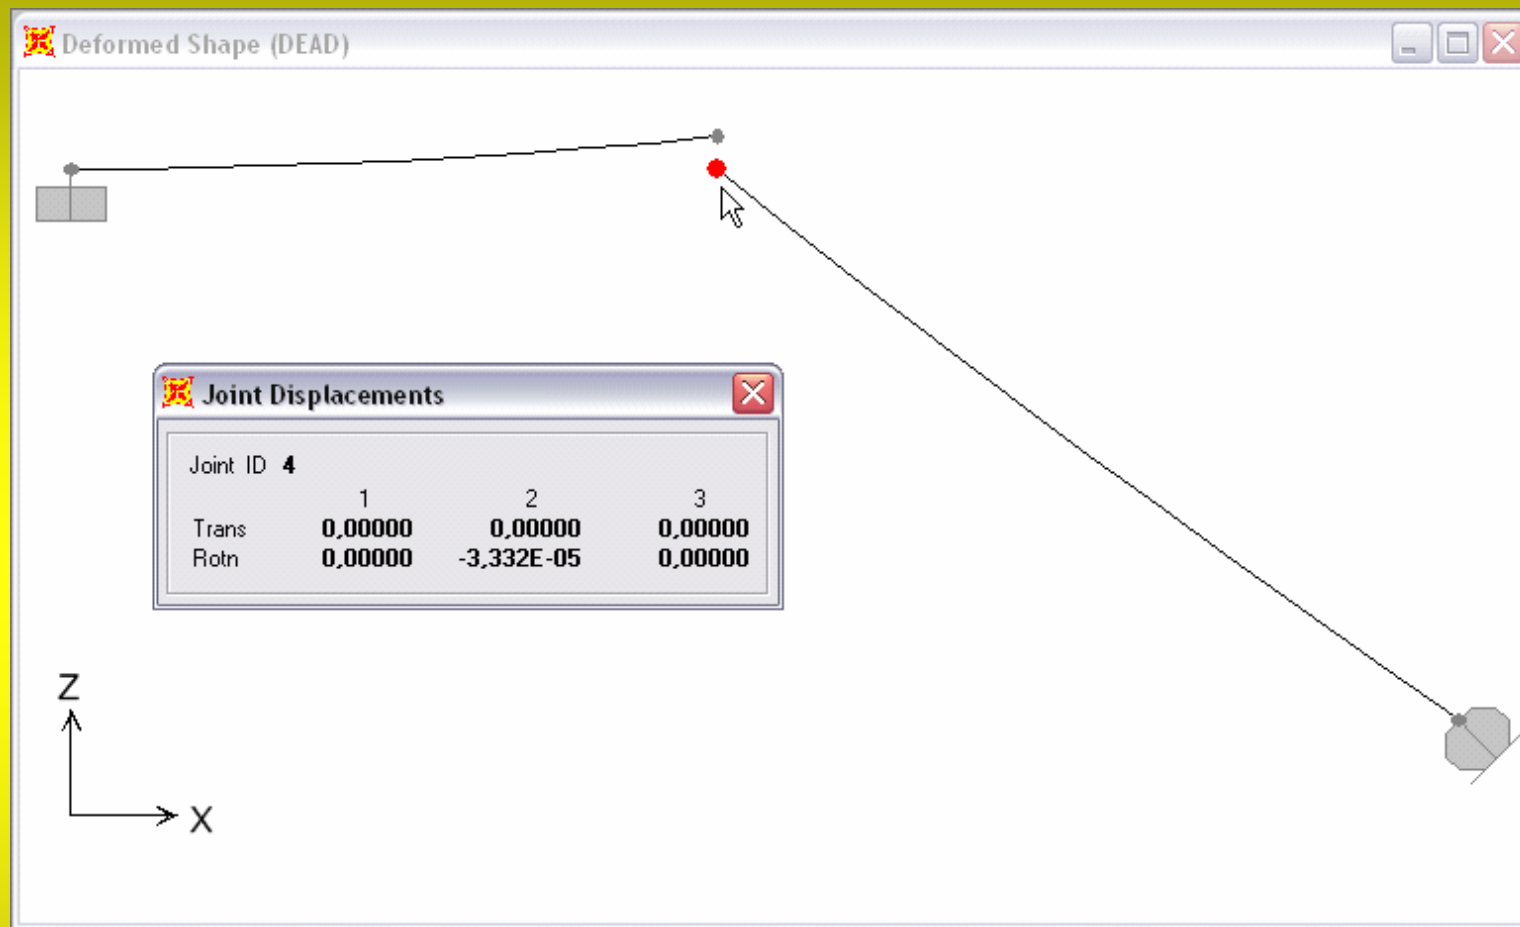 Deformed Shape (DEAD)
Joint Displacements
Joint ID 4
1 2 3
Trans 0,00000 0,00000 0,00000
Rotn 0,00000 -3,332E-05 0,00000
Z
X